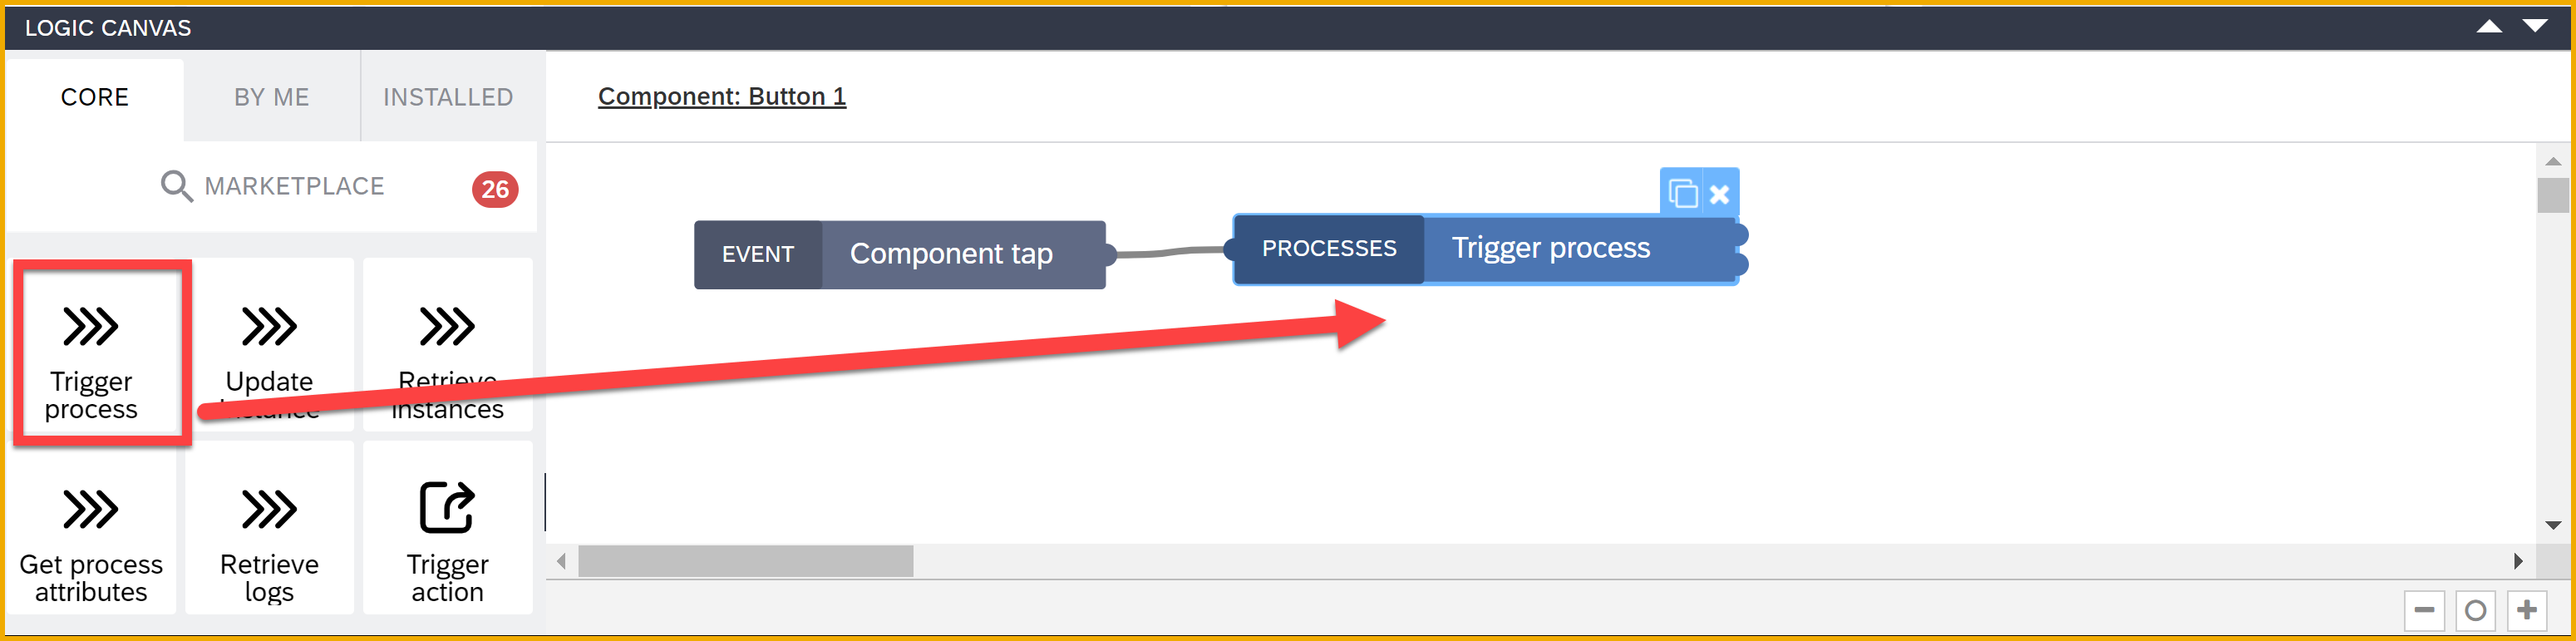 LOGIC CANVAS
CORE
BY ME
INSTALLED
MARKETPLACE
26
Component: Button 1
EVENT
Component tap
PROCESSES
Trigger process
Trigger
process
Update
instance
Retrieve
instances
Get process
attributes
Retrieve
logs
Trigger
action